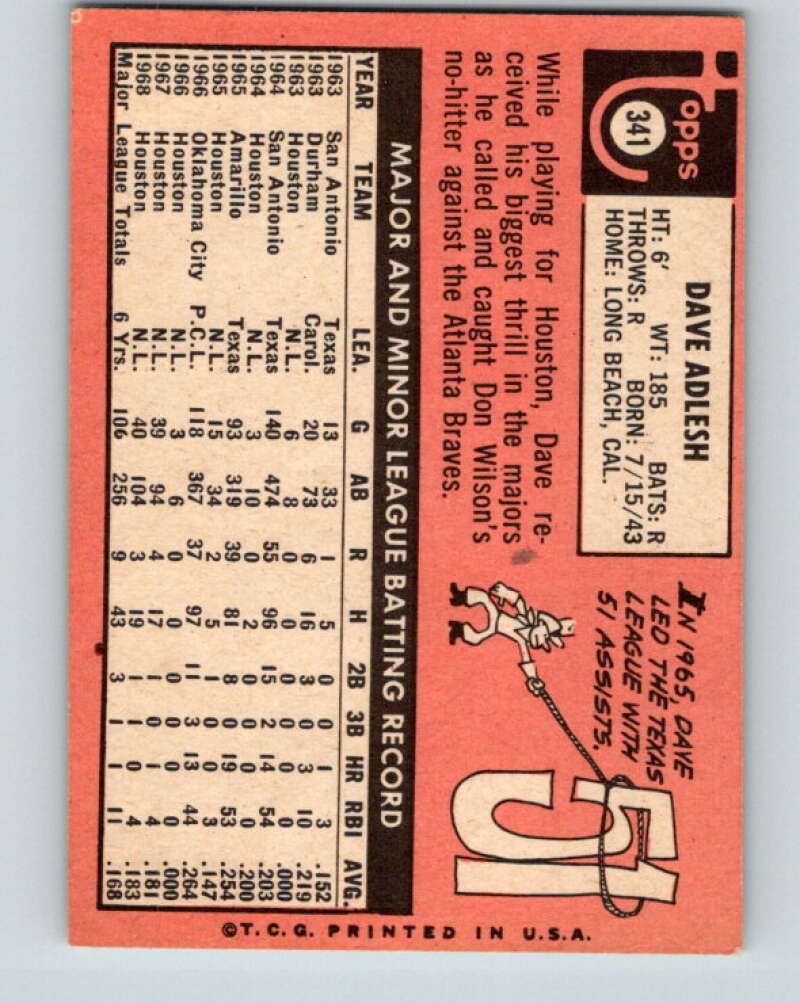 Topps
341
DAVE ADLESH
HT: 6' WT: 185 BATS: R
THROWS: R BORN: 7/15/43
HOME: LONG BEACH, CAL.
While playing for Houston, Dave re-
ceived his biggest thrill in the majors
as he called and caught Don Wilson's
no-hitter against the Atlanta Braves.
IN 1965, DAVE
LED THE TEXAS
LEAGUE WITH
51 ASSISTS.
51
MAJOR AND MINOR LEAGUE BATTING RECORD
YEAR TEAM LEA. G AB R H 2B 3B HR RBI AVG.
1963 San Antonio Texas 13 33 1 5 0 0 1 3 .152
1963 Durham Carol. 20 73 6 16 3 0 3 10 .219
1963 Houston N.L. 6 8 0 0 0 0 0 0 .000
1964 San Antonio Texas 140 474 55 96 15 2 14 54 .203
1964 Houston N.L. 3 10 0 2 0 0 0 0 .200
1965 Amarillo Texas 93 319 39 81 8 0 19 53 .254
1965 Houston N.L. 15 34 2 5 1 0 0 3 .147
1966 Oklahoma City P.C.L. 118 367 37 97 11 3 13 44 .264
1966 Houston N.L. 3 6 0 0 0 0 0 0 .000
1967 Houston N.L. 39 94 4 17 1 0 1 4 .181
1968 Houston N.L. 40 104 3 19 1 1 0 4 .183
Major League Totals 6 Yrs. 106 256 9 43 3 1 1 11 .168
©T.C.G. PRINTED IN U.S.A.